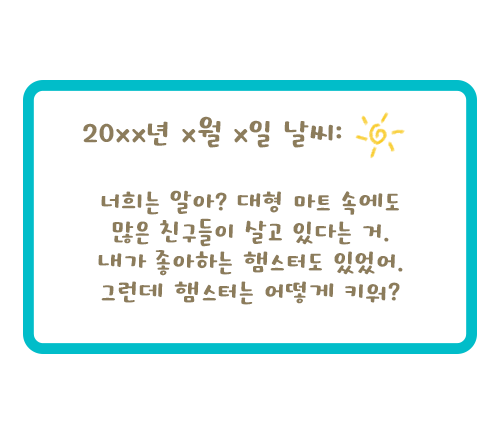 20xx년 x월 x일 날씨:
너희는 알아? 대형 마트 속에도
많은 친구들이 살고 있다는 거.
내가 좋아하는 햄스터도 있었어.
그런데 햄스터는 어떻게 키워?